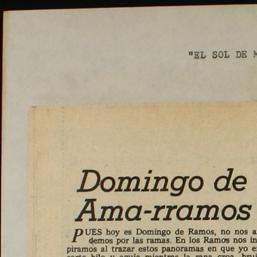 "EL SOL DE
Domingo de
Ama-rramos
PUES hoy es Domingo de Ramos, no nos a
demos por las ramas. En los Ramos nos in
piramos al trazar estos panoramas en que yo e